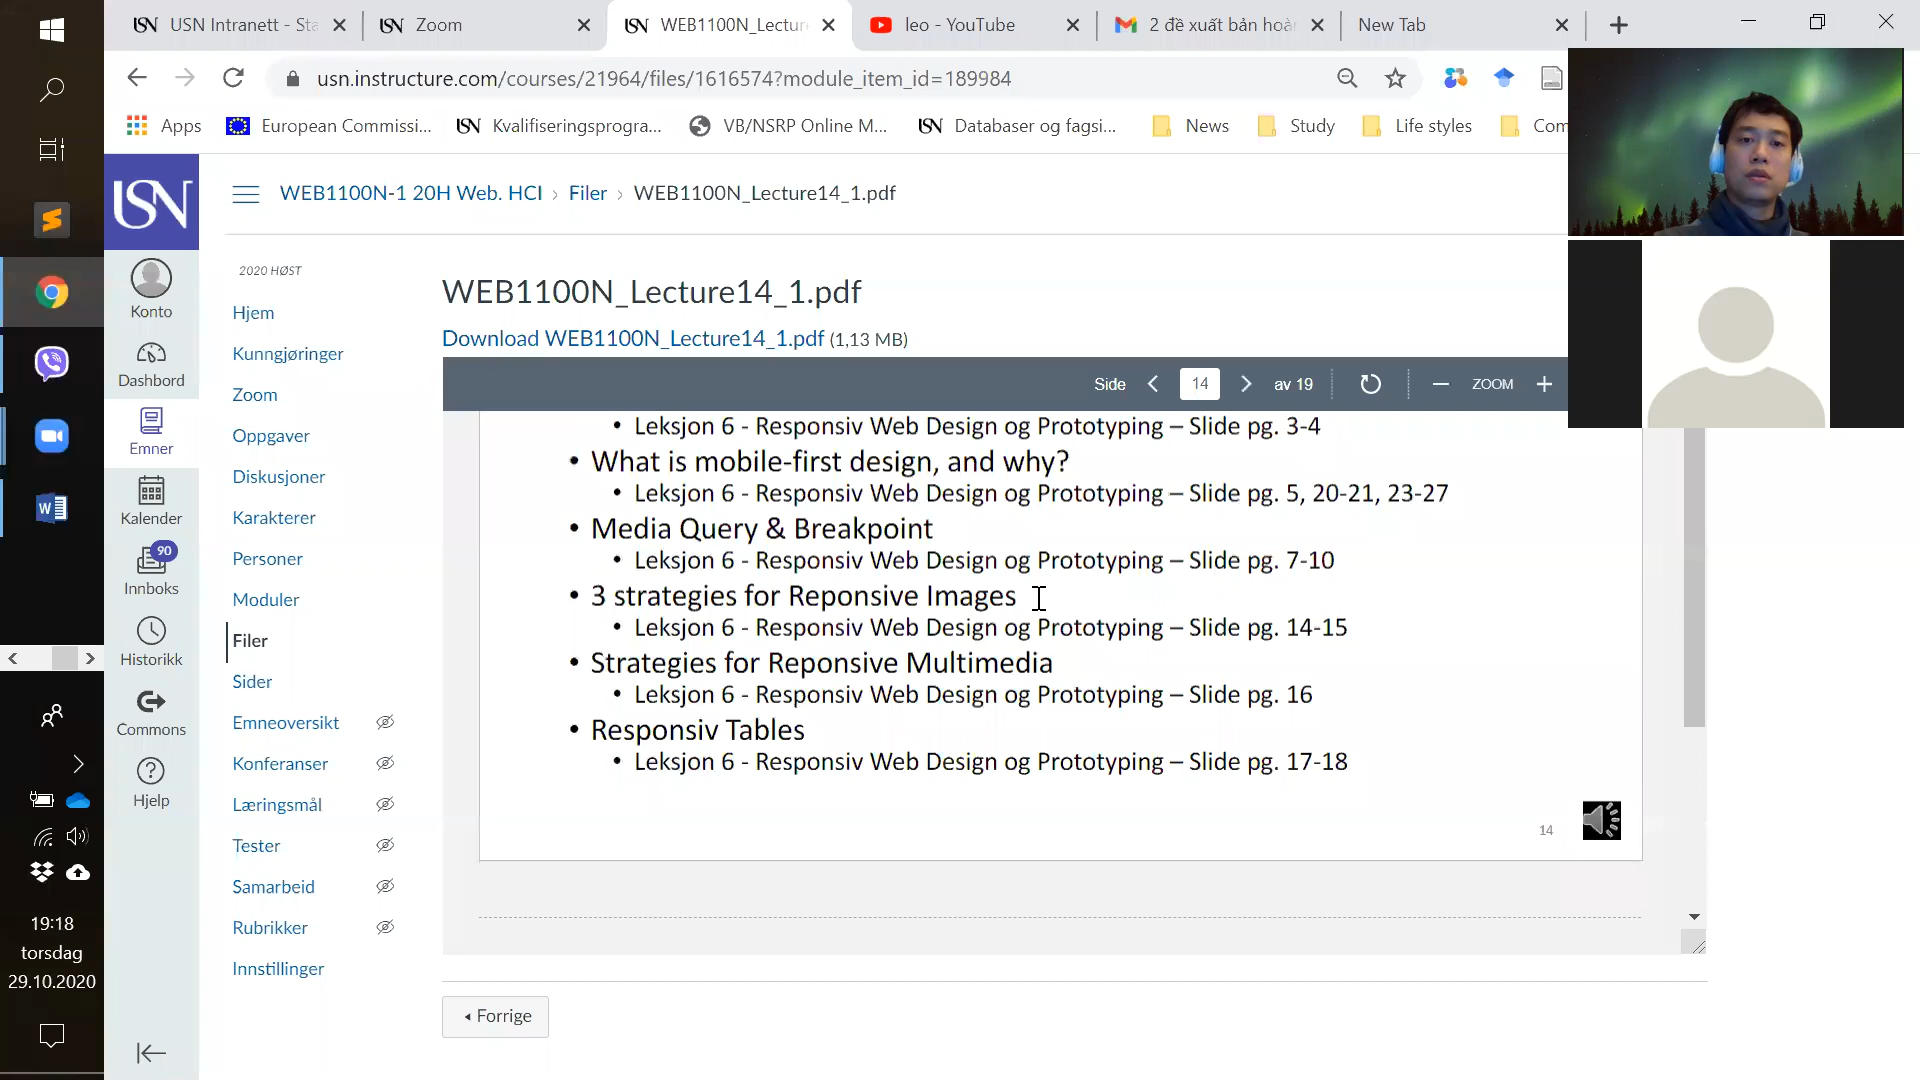 USN USN Intranett - Sta
USN Zoom
USN WEB1100N_Lectur
leo - YouTube
2 đề xuất bản hoàn
New Tab
usn.instructure.com/courses/21964/files/1616574?module_item_id=189984
Apps
European Commissi...
USN Kvalifiseringsprogra...
VB/NSRP Online M...
USN Databaser og fagsi...
News
Study
Life styles
Com
USN
WEB1100N-1 20H Web. HCI › Filer › WEB1100N_Lecture14_1.pdf
Konto
Dashbord
Emner
Kalender
90
Innboks
Historikk
Commons
Hjelp
2020 HØST
Hjem
Kunngjøringer
Zoom
Oppgaver
Diskusjoner
Karakterer
Personer
Moduler
Filer
Sider
Emneoversikt
Konferanser
Læringsmål
Tester
Samarbeid
Rubrikker
Innstillinger
WEB1100N_Lecture14_1.pdf
Download WEB1100N_Lecture14_1.pdf (1,13 MB)
Side 14 av 19 ZOOM
• Leksjon 6 - Responsiv Web Design og Prototyping – Slide pg. 3-4
• What is mobile-first design, and why?
• Leksjon 6 - Responsiv Web Design og Prototyping – Slide pg. 5, 20-21, 23-27
• Media Query & Breakpoint
• Leksjon 6 - Responsiv Web Design og Prototyping – Slide pg. 7-10
• 3 strategies for Reponsive Images
• Leksjon 6 - Responsiv Web Design og Prototyping – Slide pg. 14-15
• Strategies for Reponsive Multimedia
• Leksjon 6 - Responsiv Web Design og Prototyping – Slide pg. 16
• Responsiv Tables
• Leksjon 6 - Responsiv Web Design og Prototyping – Slide pg. 17-18
14
Forrige
19:18
torsdag
29.10.2020